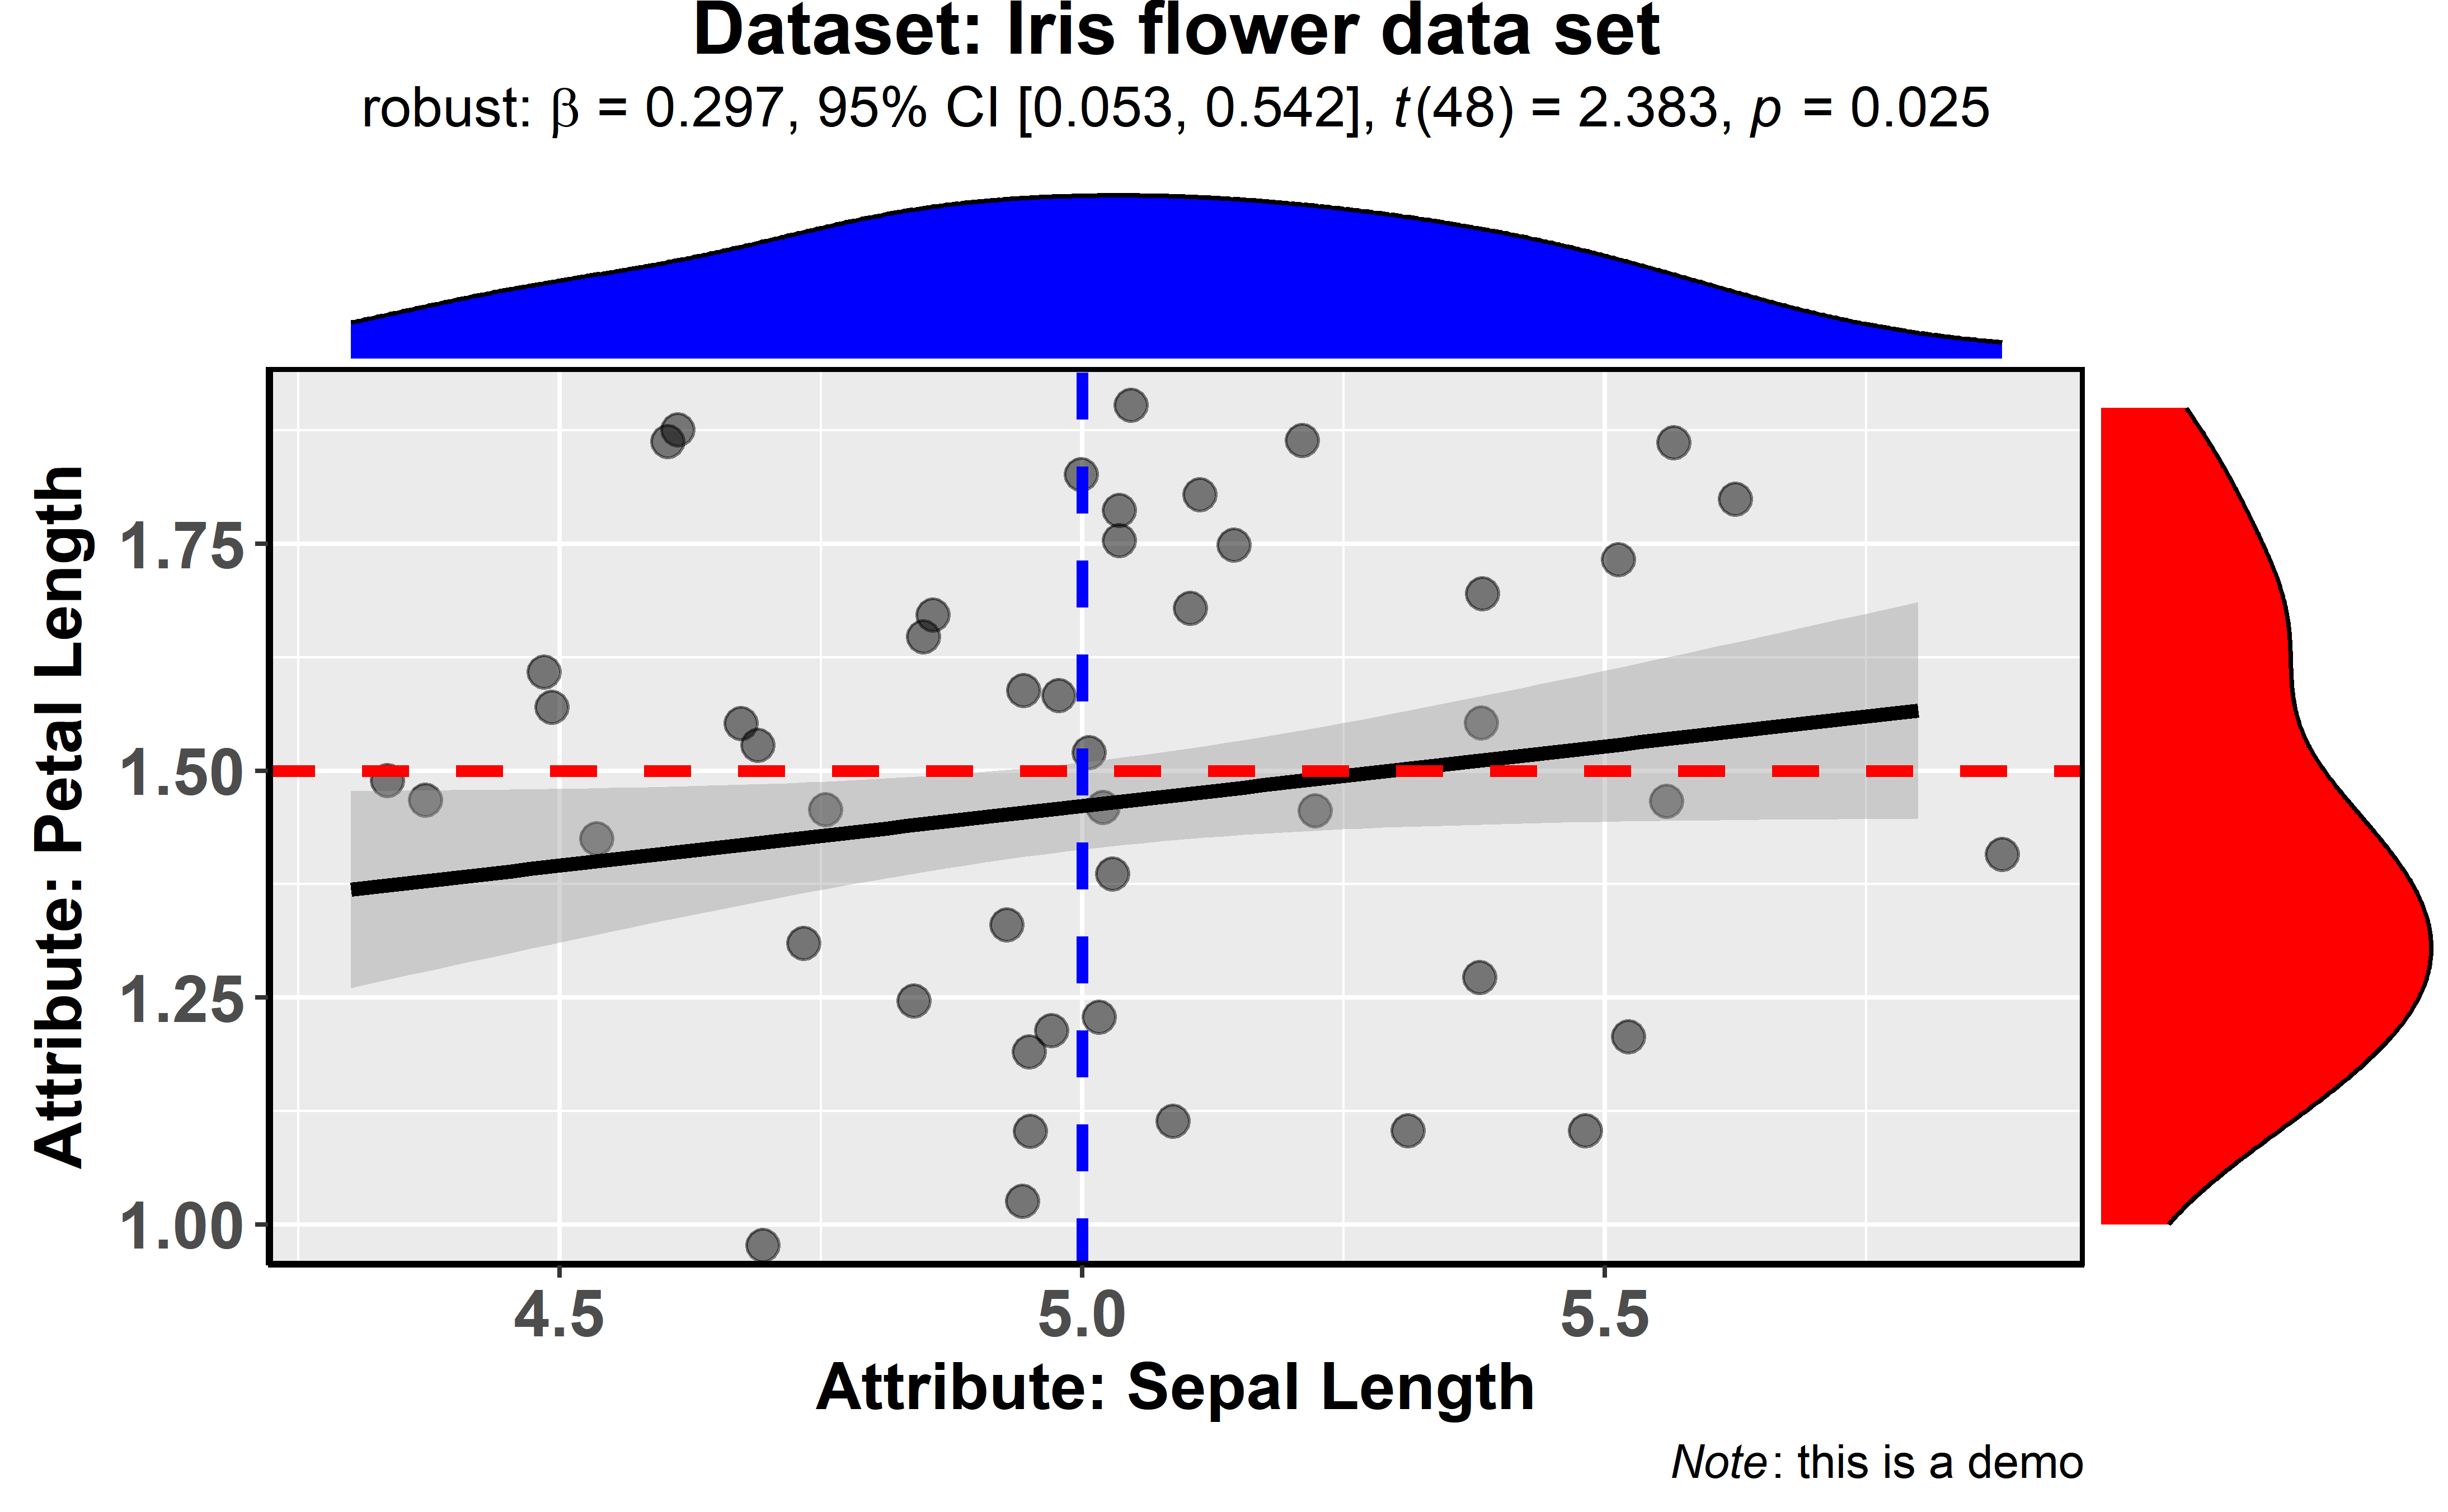 Dataset: Iris flower data set
robust: β = 0.297, 95% CI [0.053, 0.542], t(48) = 2.383, p = 0.025
Attribute: Petal Length
1.75
1.50
1.25
1.00
4.5 5.0 5.5
Attribute: Sepal Length
Note: this is a demo